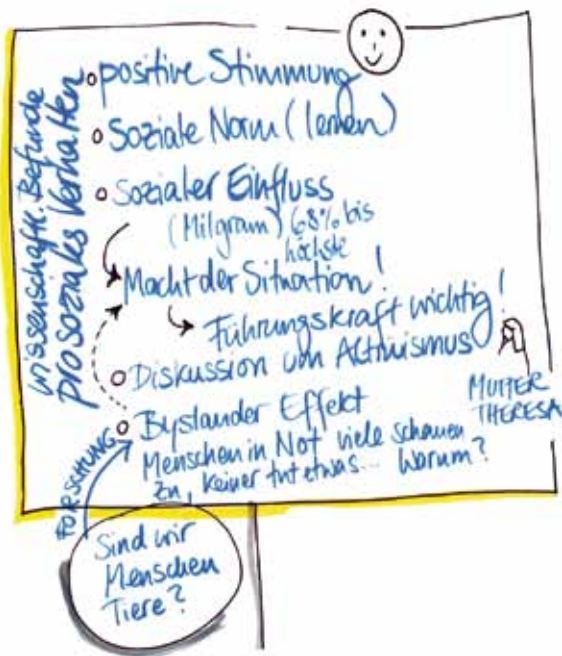 wissenschaftl. Befunde
prosoziales Verhalten
positive Stimmung
Soziale Norm (lernen)
Sozialer Einfluss
(Milgram) 68% bis
höchste
Macht der Situation!
Führungskraft wichtig!
Diskussion um Altruismus
MUTTER
THERESA
Bystander Effekt
Menschen in Not viele schauen
zu, keiner tut etwas... Warum?
FORSCHUNG
Sind wir
Menschen
Tiere?